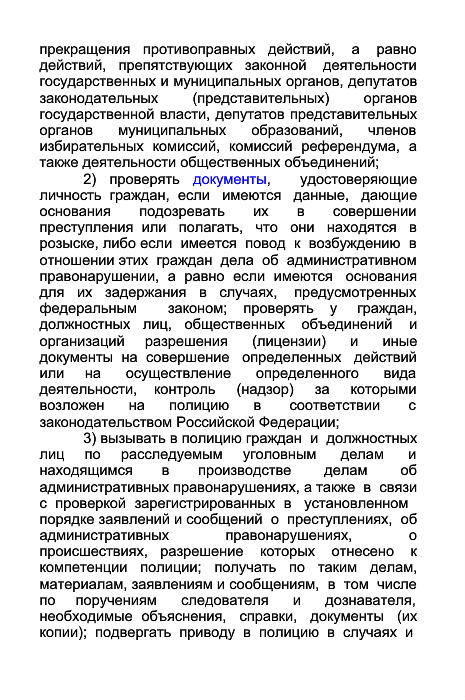 прекращения противоправных действий, а равно
действий, препятствующих законной деятельности
государственных и муниципальных органов, депутатов
законодательных (представительных) органов
государственной власти, депутатов представительных
органов муниципальных образований, членов
избирательных комиссий, комиссий референдума, а
также деятельности общественных объединений;
2) проверять документы, удостоверяющие
личность граждан, если имеются данные, дающие
основания подозревать их в совершении
преступления или полагать, что они находятся в
розыске, либо если имеется повод к возбуждению в
отношении этих граждан дела об административном
правонарушении, а равно если имеются основания
для их задержания в случаях, предусмотренных
федеральным законом; проверять у граждан,
должностных лиц, общественных объединений и
организаций разрешения (лицензии) и иные
документы на совершение определенных действий
или на осуществление определенного вида
деятельности, контроль (надзор) за которыми
возложен на полицию в соответствии с
законодательством Российской Федерации;
3) вызывать в полицию граждан и должностных
лиц по расследуемым уголовным делам и
находящимся в производстве делам об
административных правонарушениях, а также в связи
с проверкой зарегистрированных в установленном
порядке заявлений и сообщений о преступлениях, об
административных правонарушениях, о
происшествиях, разрешение которых отнесено к
компетенции полиции; получать по таким делам,
материалам, заявлениям и сообщениям, в том числе
по поручениям следователя и дознавателя,
необходимые объяснения, справки, документы (их
копии); подвергать приводу в полицию в случаях и